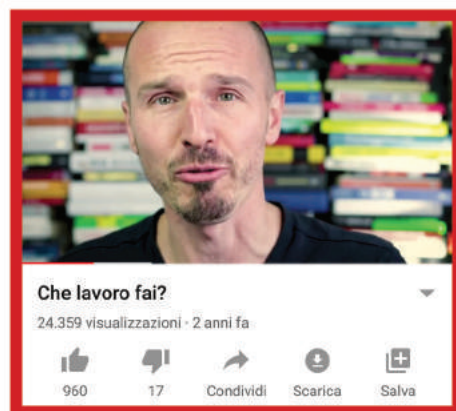 Che lavoro fai?
24.359 visualizzazioni · 2 anni fa
960 17 Condividi Scarica Salva